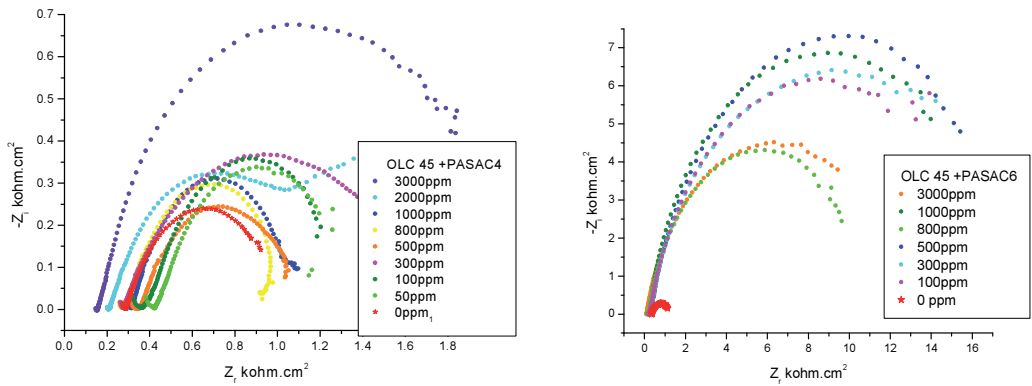 0.7
0.6
0.5
0.4
0.3
0.2
0.1
0.0
-Zi kohm.cm2
0.0 0.2 0.4 0.6 0.8 1.0 1.2 1.4 1.6 1.8
Zr kohm.cm2
OLC 45 +PASAC4
3000ppm
2000ppm
1000ppm
800ppm
500ppm
300ppm
100ppm
50ppm
0ppm1
7
6
5
4
3
2
1
0
-Zi kohm.cm2
0 2 4 6 8 10 12 14 16
Zr kohm.cm2
OLC 45 +PASAC6
3000ppm
1000ppm
800ppm
500ppm
300ppm
100ppm
0 ppm